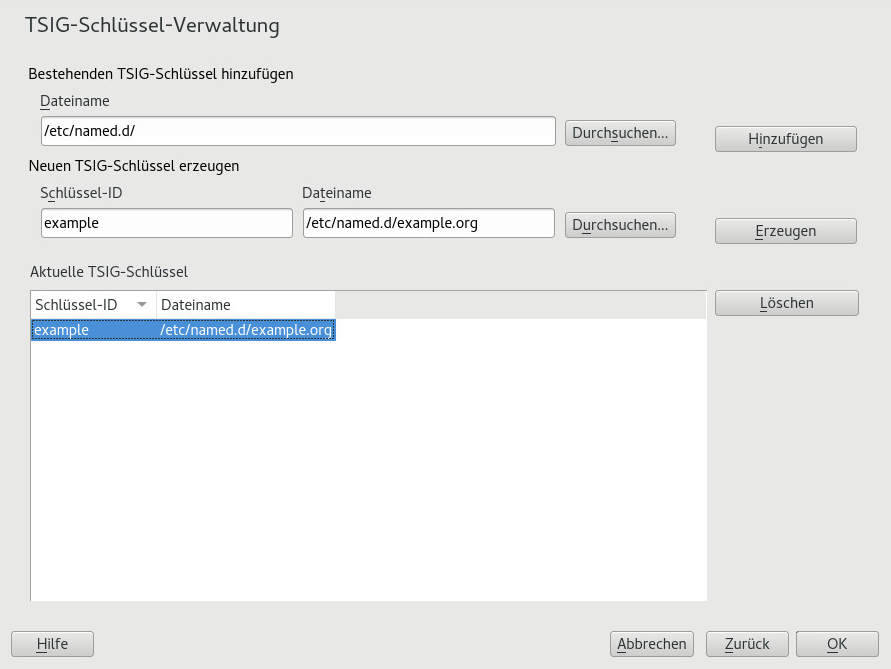 TSIG-Schlüssel-Verwaltung
Bestehenden TSIG-Schlüssel hinzufügen
Dateiname
/etc/named.d/ Durchsuchen... Hinzufügen
Neuen TSIG-Schlüssel erzeugen
Schlüssel-ID Dateiname
example /etc/named.d/example.org Durchsuchen... Erzeugen
Aktuelle TSIG-Schlüssel
Schlüssel-ID Dateiname Löschen
example /etc/named.d/example.org
Hilfe Abbrechen Zurück OK